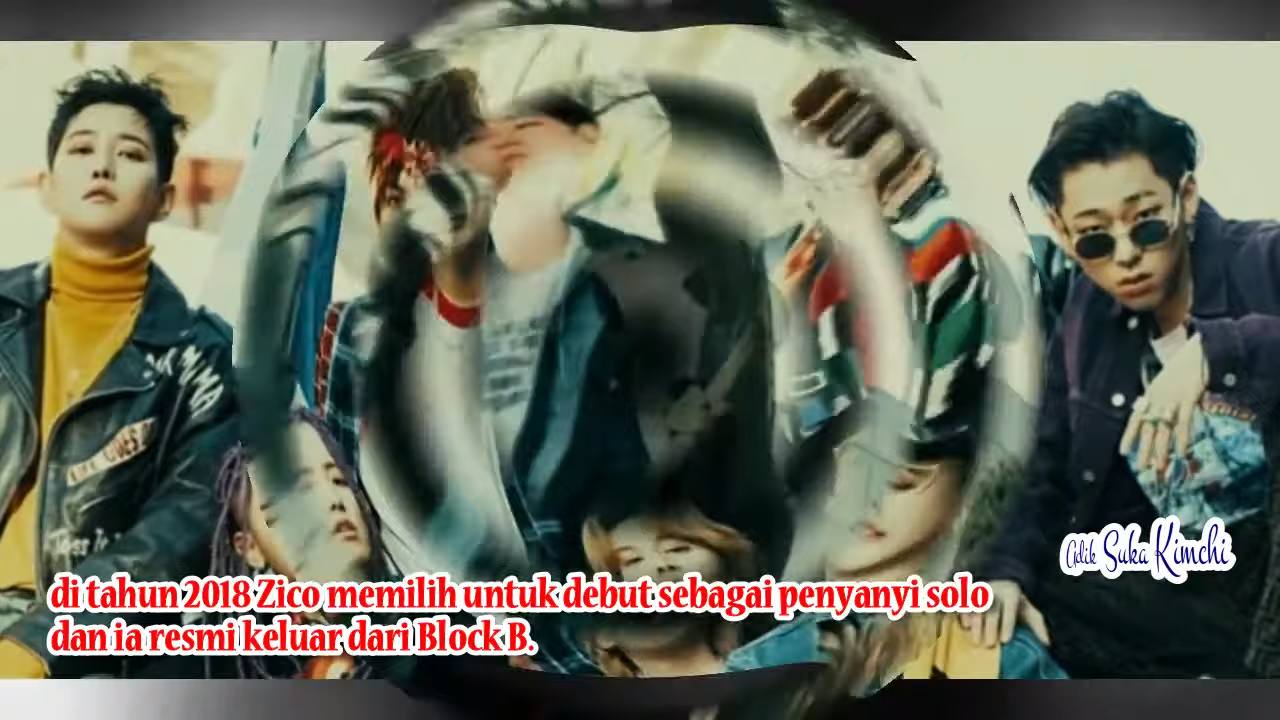 di tahun 2018 Zico memilih untuk debut sebagai penyanyi solo
dan ia resmi keluar dari Block B.
Adik Suka Kimchi